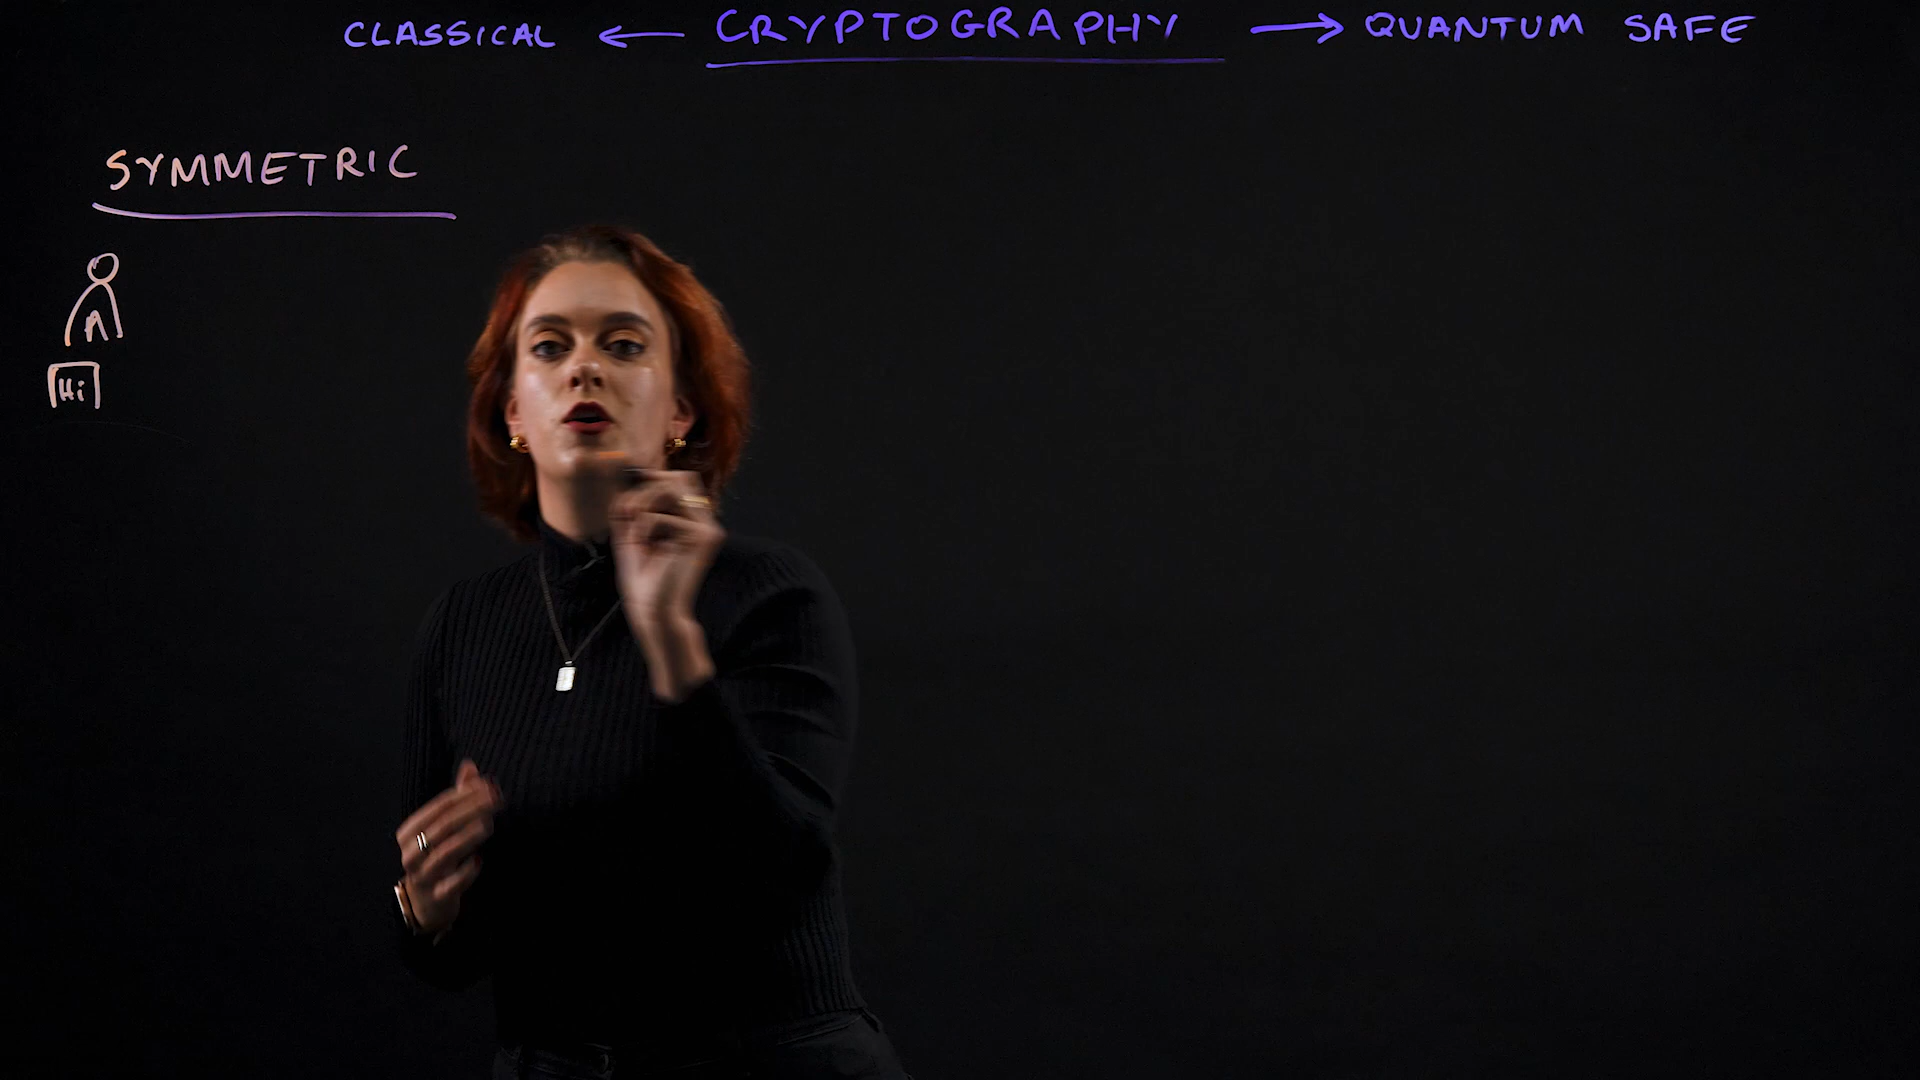 CLASSICAL ← CRYPTOGRAPHY → QUANTUM SAFE
SYMMETRIC
A
Hi